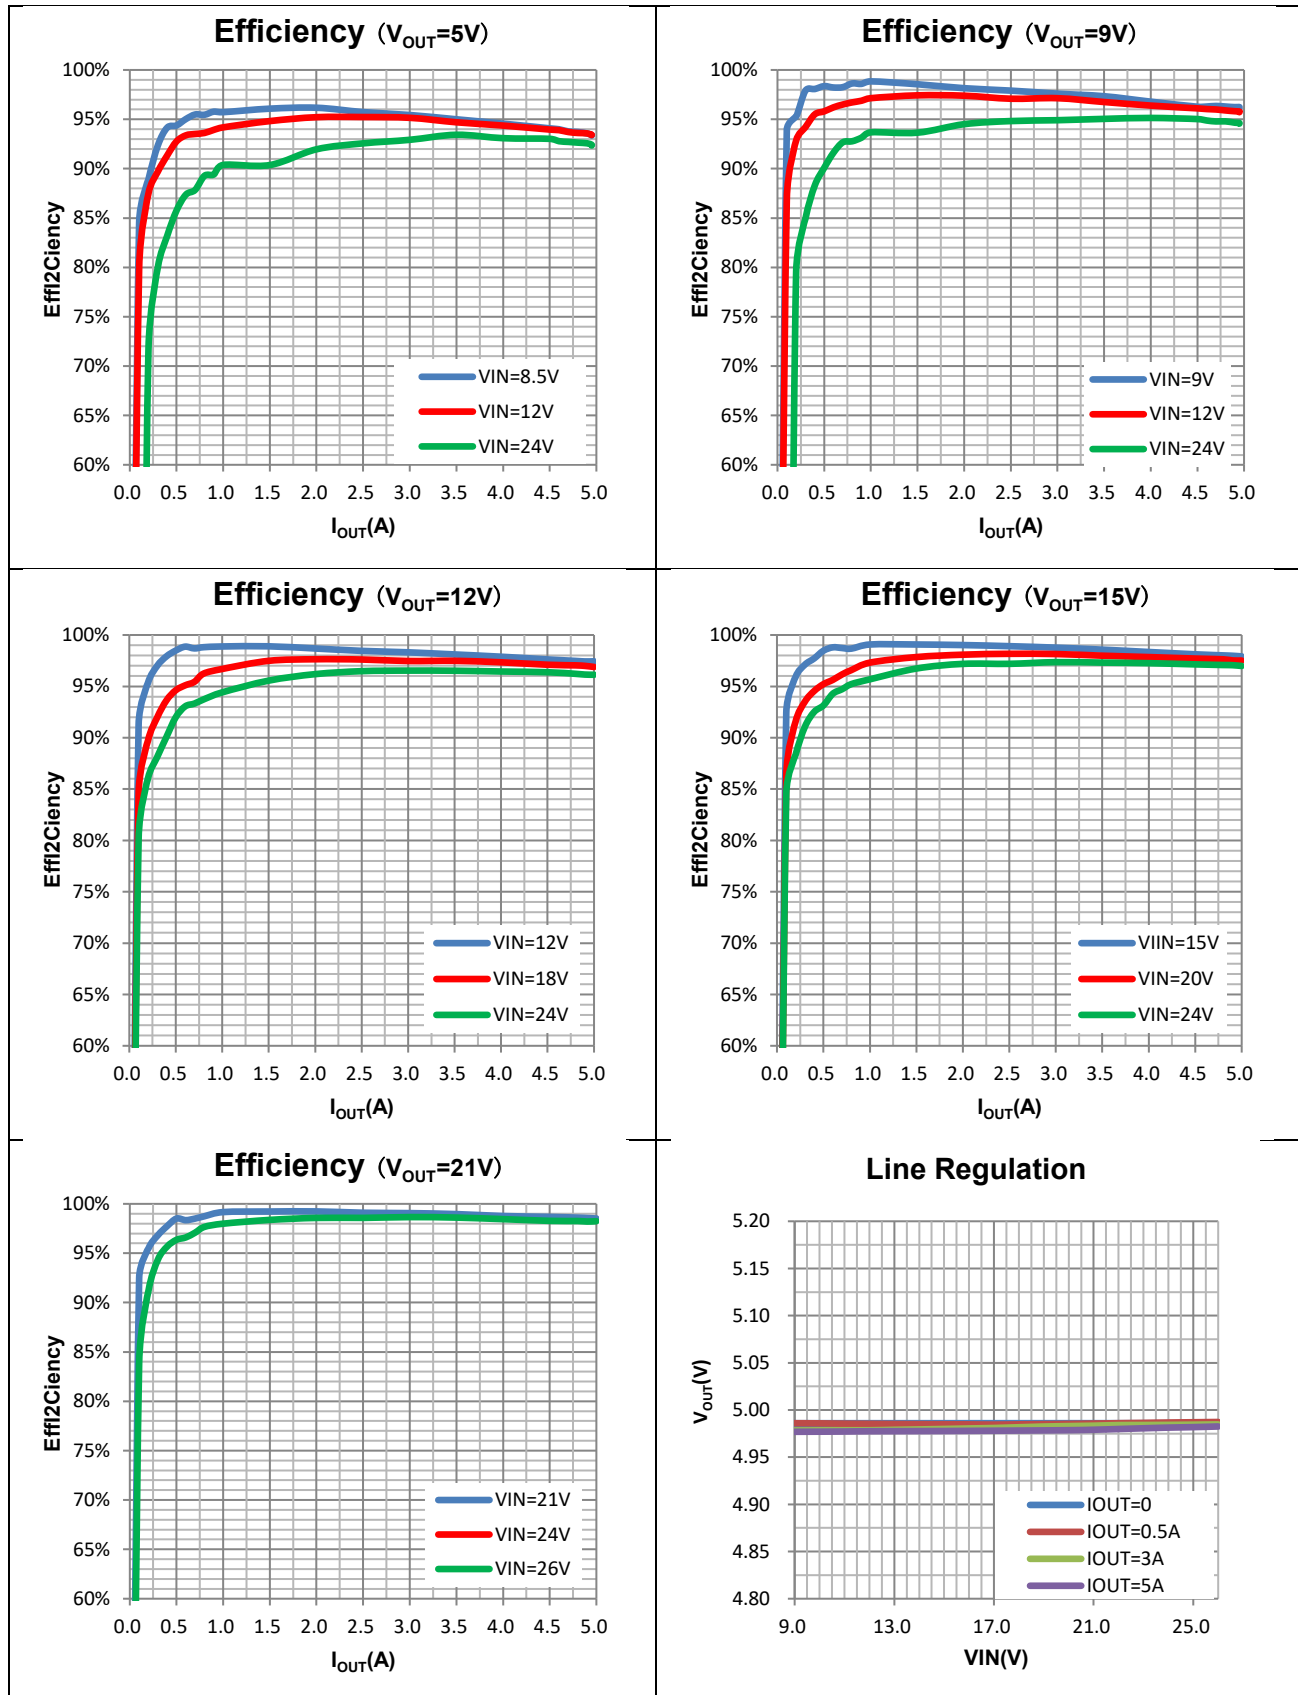 Efficiency（VOUT=5V）
100%
95%
90%
85%
80%
75%
70%
65%
60%
Effl2Ciency
VIN=8.5V
VIN=12V
VIN=24V
0.0 0.5 1.0 1.5 2.0 2.5 3.0 3.5 4.0 4.5 5.0
IOUT(A)
Efficiency（VOUT=9V）
100%
95%
90%
85%
80%
75%
70%
65%
60%
Effl2Ciency
VIN=9V
VIN=12V
VIN=24V
0.0 0.5 1.0 1.5 2.0 2.5 3.0 3.5 4.0 4.5 5.0
IOUT(A)
Efficiency（VOUT=12V）
100%
95%
90%
85%
80%
75%
70%
65%
60%
Effl2Ciency
VIN=12V
VIN=18V
VIN=24V
0.0 0.5 1.0 1.5 2.0 2.5 3.0 3.5 4.0 4.5 5.0
IOUT(A)
Efficiency（VOUT=15V）
100%
95%
90%
85%
80%
75%
70%
65%
60%
Effl2Ciency
VIIN=15V
VIN=20V
VIN=24V
0.0 0.5 1.0 1.5 2.0 2.5 3.0 3.5 4.0 4.5 5.0
IOUT(A)
Efficiency（VOUT=21V）
100%
95%
90%
85%
80%
75%
70%
65%
60%
Effl2Ciency
VIN=21V
VIN=24V
VIN=26V
0.0 0.5 1.0 1.5 2.0 2.5 3.0 3.5 4.0 4.5 5.0
IOUT(A)
Line Regulation
5.20
5.15
5.10
5.05
5.00
4.95
4.90
4.85
4.80
VOUT(V)
IOUT=0
IOUT=0.5A
IOUT=3A
IOUT=5A
9.0 13.0 17.0 21.0 25.0
VIN(V)